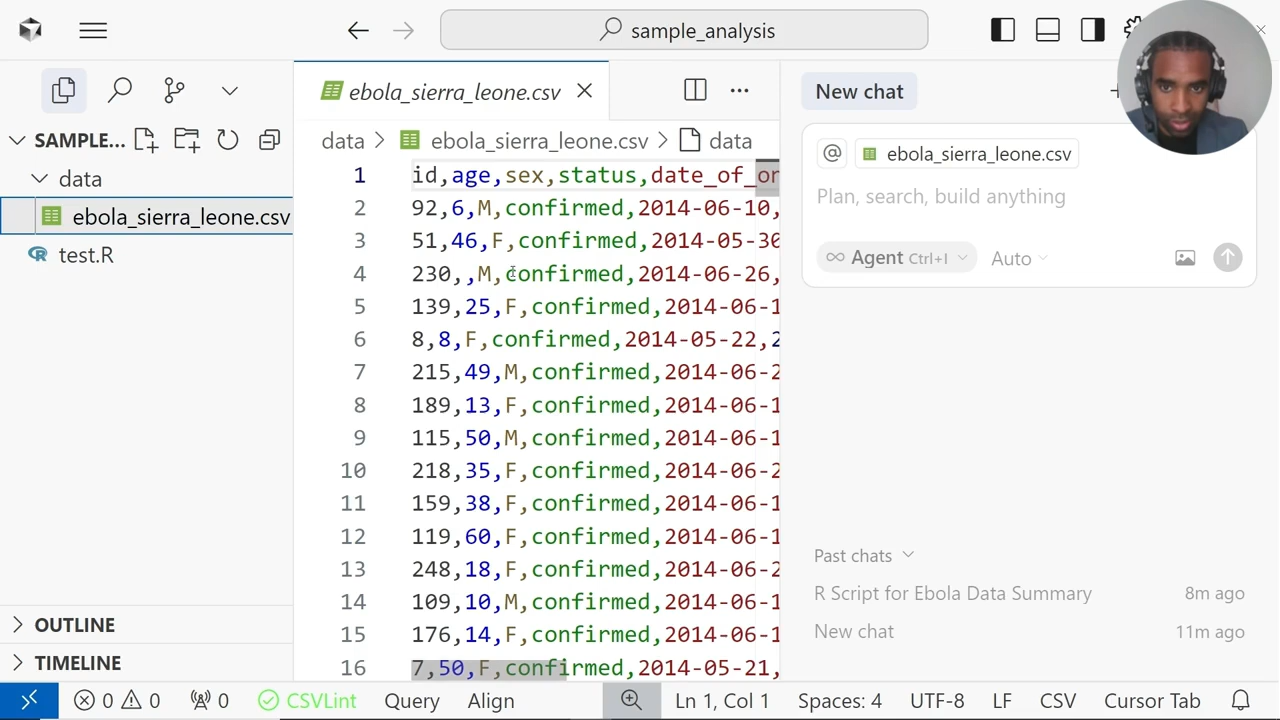 sample_analysis
ebola_sierra_leone.csv
New chat
SAMPLE...
data > ebola_sierra_leone.csv > data
@ ebola_sierra_leone.csv
data
ebola_sierra_leone.csv
test.R
Plan, search, build anything
∞ Agent Ctrl+I Auto
1 id,age,sex,status,date_of_on
2 92,6,M,confirmed,2014-06-10,
3 51,46,F,confirmed,2014-05-30
4 230,,M,confirmed,2014-06-26,
5 139,25,F,confirmed,2014-06-1
6 8,8,F,confirmed,2014-05-22,2
7 215,49,M,confirmed,2014-06-2
8 189,13,F,confirmed,2014-06-1
9 115,50,M,confirmed,2014-06-1
10 218,35,F,confirmed,2014-06-2
11 159,38,F,confirmed,2014-06-1
12 119,60,F,confirmed,2014-06-1
13 248,18,F,confirmed,2014-06-2
14 109,10,M,confirmed,2014-06-1
15 176,14,F,confirmed,2014-06-1
16 7,50,F,confirmed,2014-05-21,
Past chats
R Script for Ebola Data Summary 8m ago
New chat 11m ago
OUTLINE
TIMELINE
0 0 0 CSVLint Query Align Ln 1, Col 1 Spaces: 4 UTF-8 LF CSV Cursor Tab